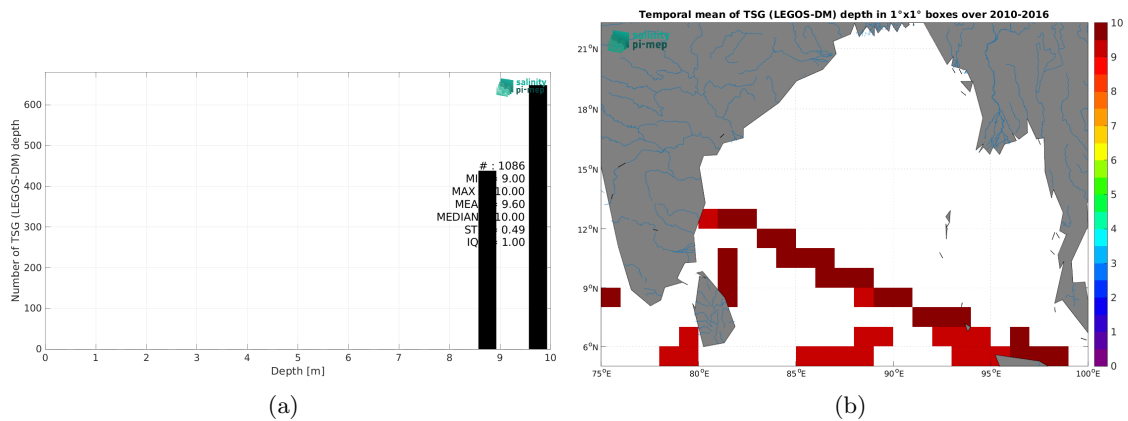 Temporal mean of TSG (LEGOS-DM) depth in 1°x1° boxes over 2010-2016
salinity
pi-mep
Number of TSG (LEGOS-DM) depth
600
500
400
300
200
100
0
# : 1086
= 9.00
MAX 10.00
= 9.60
MEDIAN 10.00
= 0.49
= 1.00
0 1 2 3 4 5 6 7 8 9 10
Depth [m]
(a)
salinity
pi-mep
21°N
18°N
15°N
12°N
9°N
6°N
75°E 80°E 85°E 90°E 95°E 100°E
10
9
8
7
6
5
4
3
2
1
0
(b)